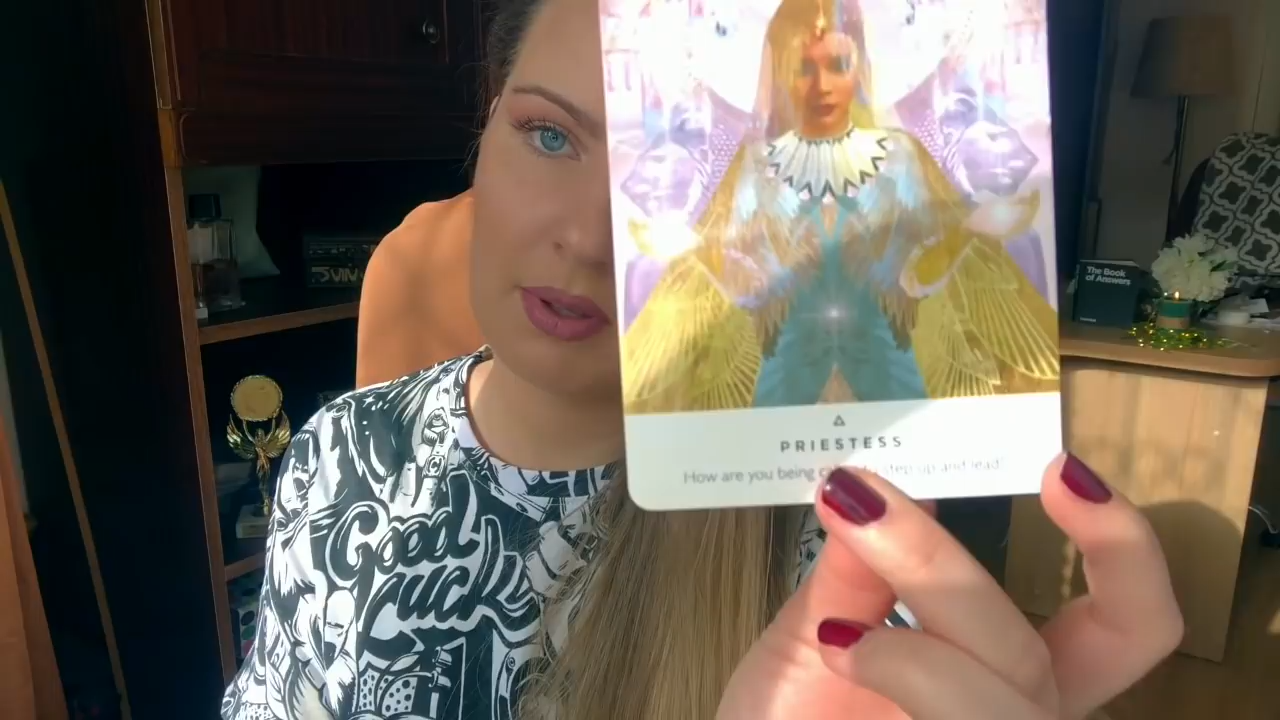 PRIESTESS
How are you being step up and lead?
The Book
of Answers
Good
Luck